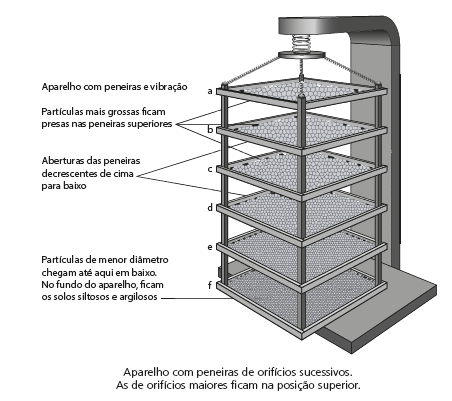 Aparelho com peneiras e vibração
a
Partículas mais grossas ficam
presas nas peneiras superiores
b
Aberturas das peneiras
decrescentes de cima
para baixo
c
d
e
Partículas de menor diâmetro
chegam até aqui em baixo.
No fundo do aparelho, ficam
os solos siltosos e argilosos
f
Aparelho com peneiras de orifícios sucessivos.
As de orifícios maiores ficam na posição superior.